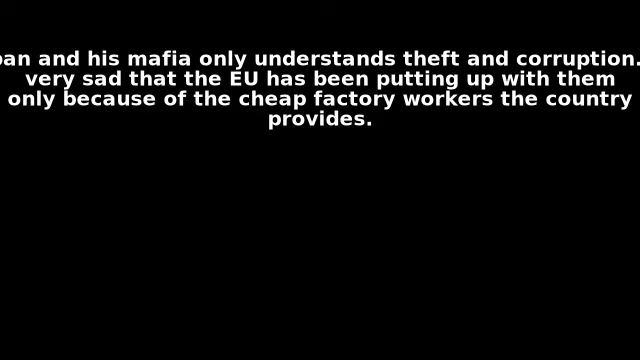 and his mafia only understands theft and corruption.
very sad that the EU has been putting up with them
only because of the cheap factory workers the country
provides.